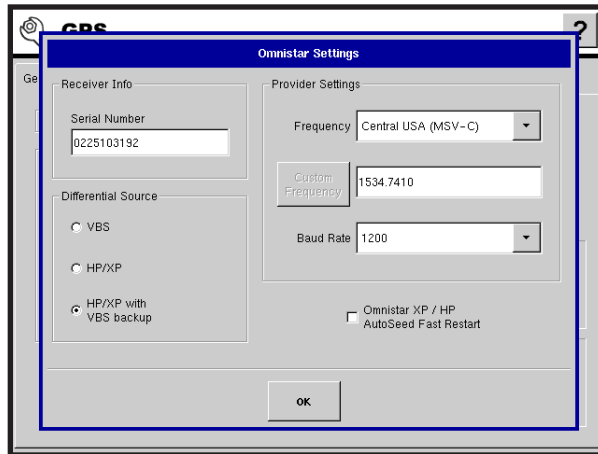 GPS
?
Omnistar Settings
Ge
Receiver Info
Serial Number
0225103192
Differential Source
VBS
HP/XP
HP/XP with
VBS backup
Provider Settings
Frequency Central USA (MSV-C)
Custom
Frequency
1534.7410
Baud Rate 1200
Omnistar XP / HP
AutoSeed Fast Restart
OK